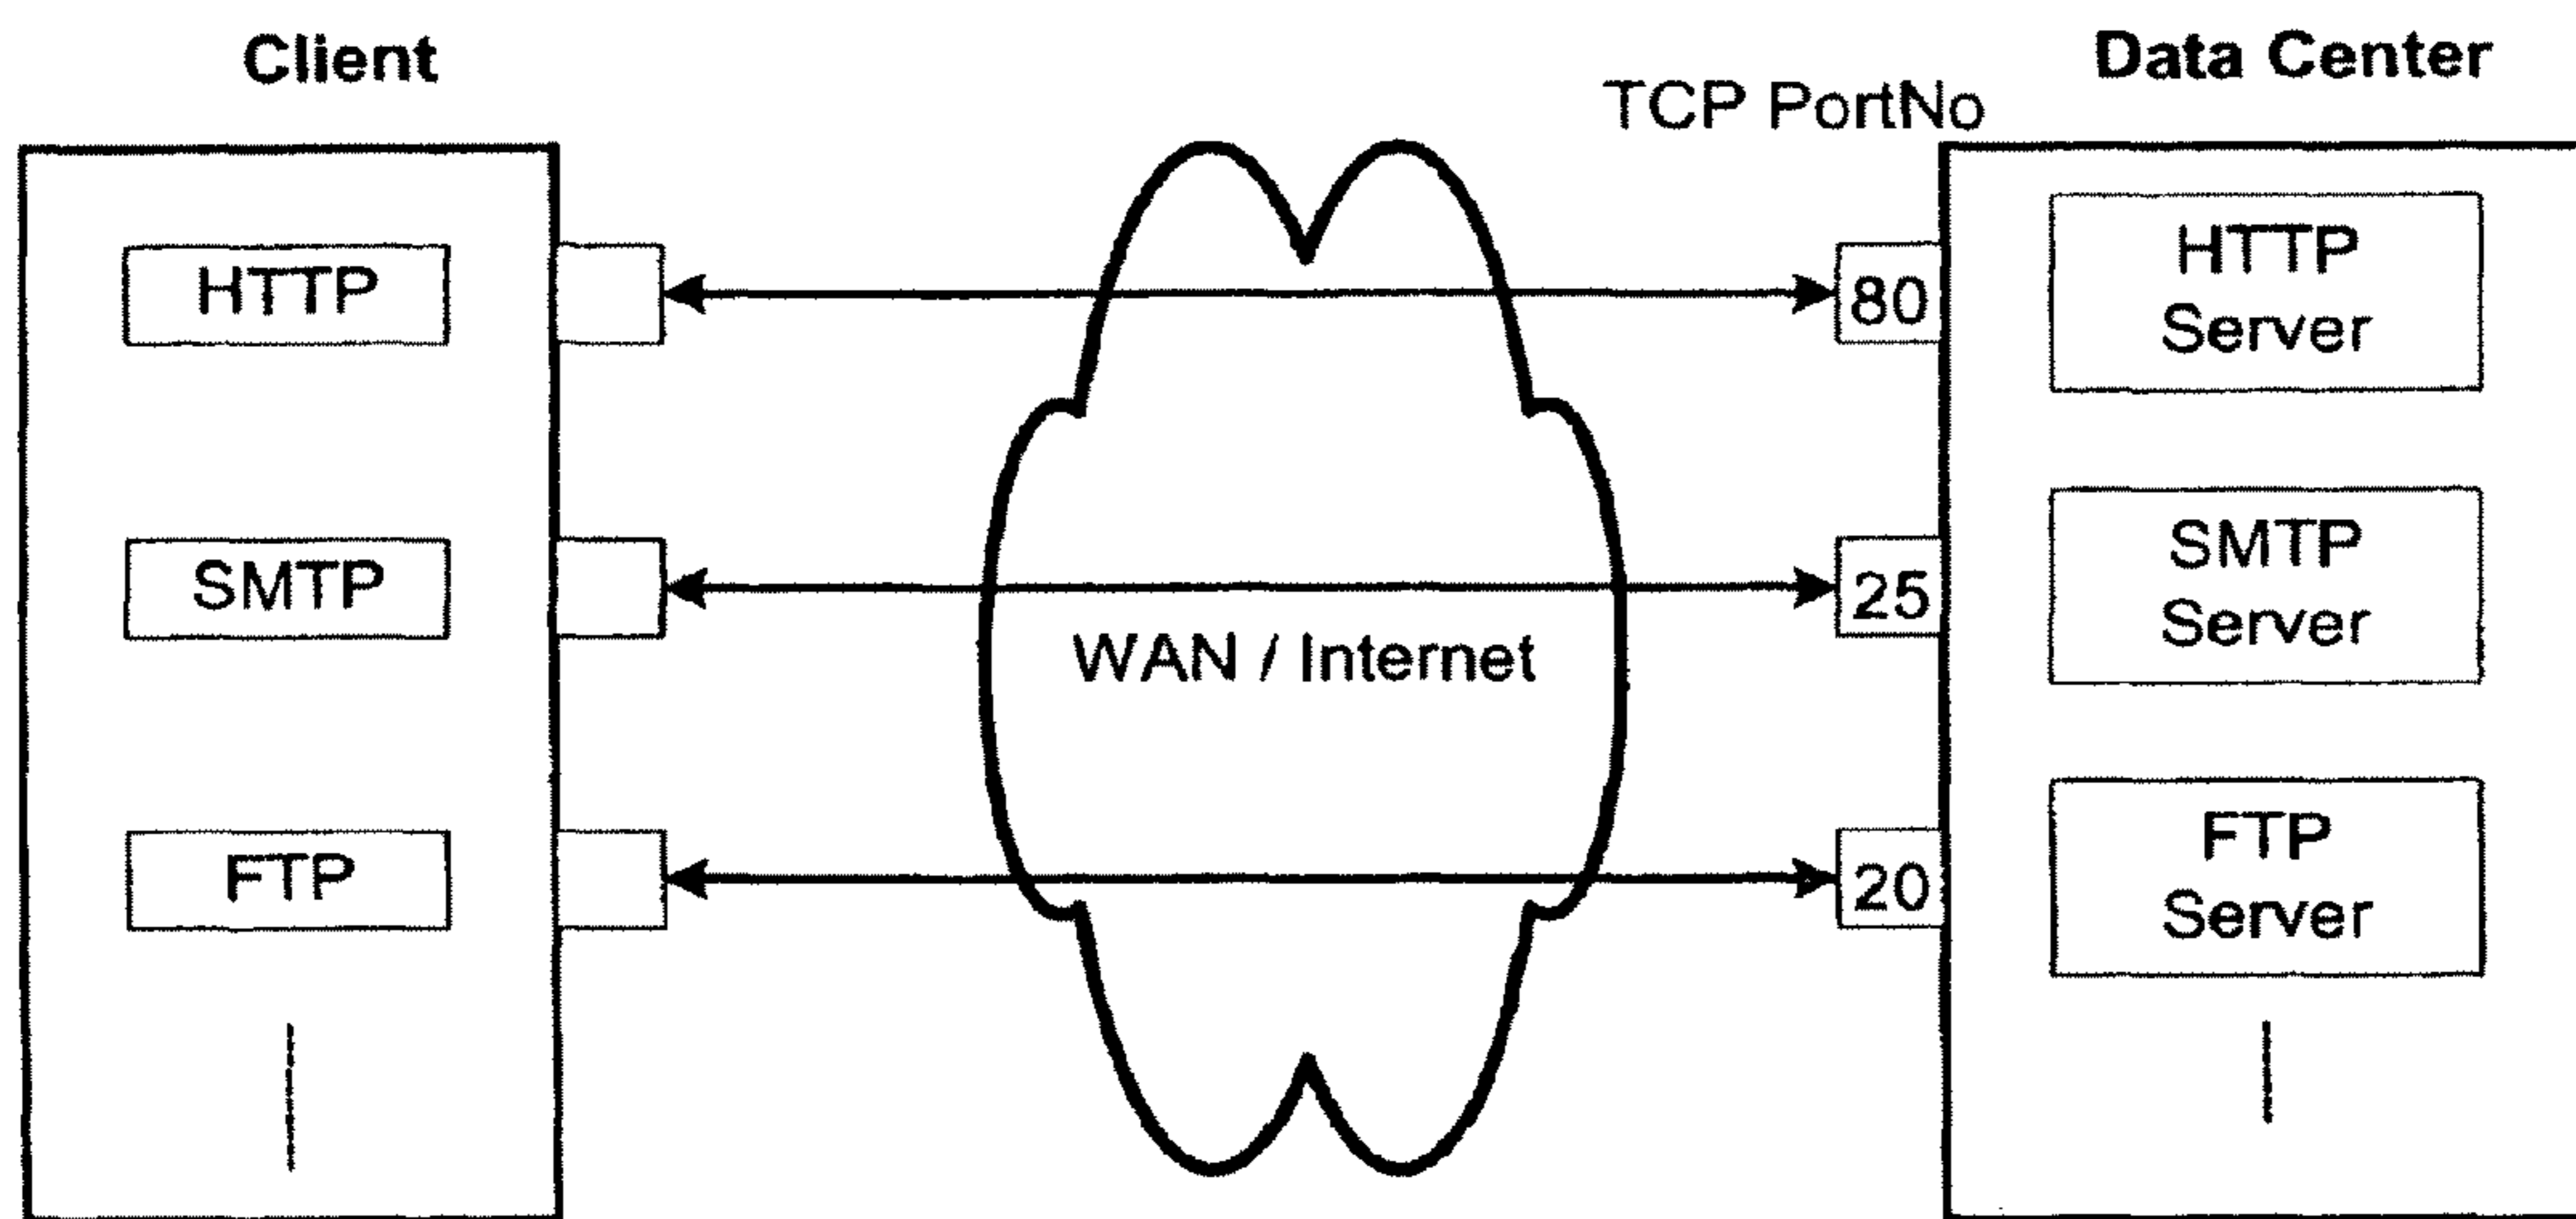 Client
Data Center
TCP PortNo
HTTP
80
HTTP
Server
SMTP
25
SMTP
Server
WAN / Internet
FTP
20
FTP
Server